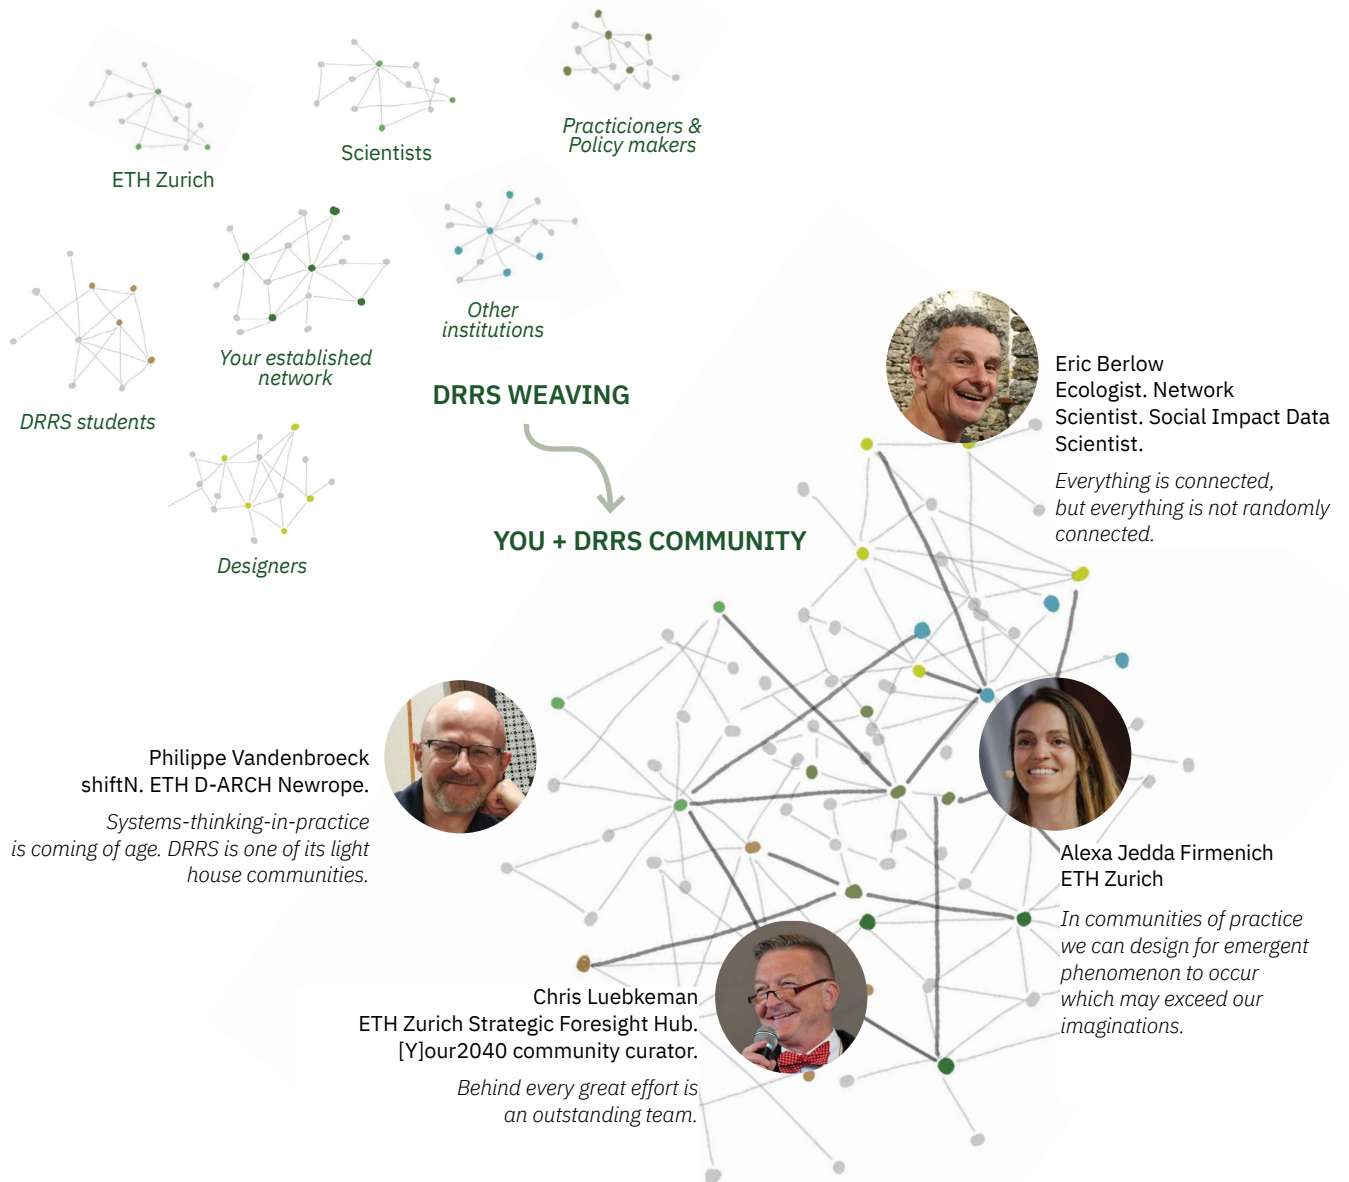 ETH Zurich
Scientists
Practicioners &
Policy makers
DRRS students
Your established
network
Other
institutions
Designers
DRRS WEAVING
YOU + DRRS COMMUNITY
Eric Berlow
Ecologist. Network
Scientist. Social Impact Data
Scientist.
Everything is connected,
but everything is not randomly
connected.
Philippe Vandenbroeck
shiftN. ETH D-ARCH Newrope.
Systems-thinking-in-practice
is coming of age. DRRS is one of its light
house communities.
Alexa Jedda Firmenich
ETH Zurich
In communities of practice
we can design for emergent
phenomenon to occur
which may exceed our
imaginations.
Chris Luebkeman
ETH Zurich Strategic Foresight Hub.
[Y]our2040 community curator.
Behind every great effort is
an outstanding team.